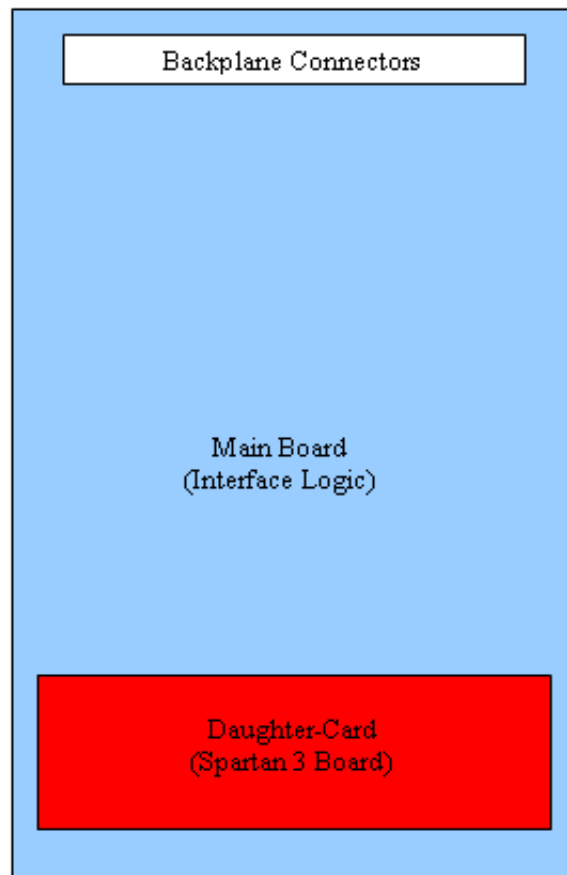 Backplane Connectors
Main Board
(Interface Logic)
Daughter-Card
(Spartan 3 Board)